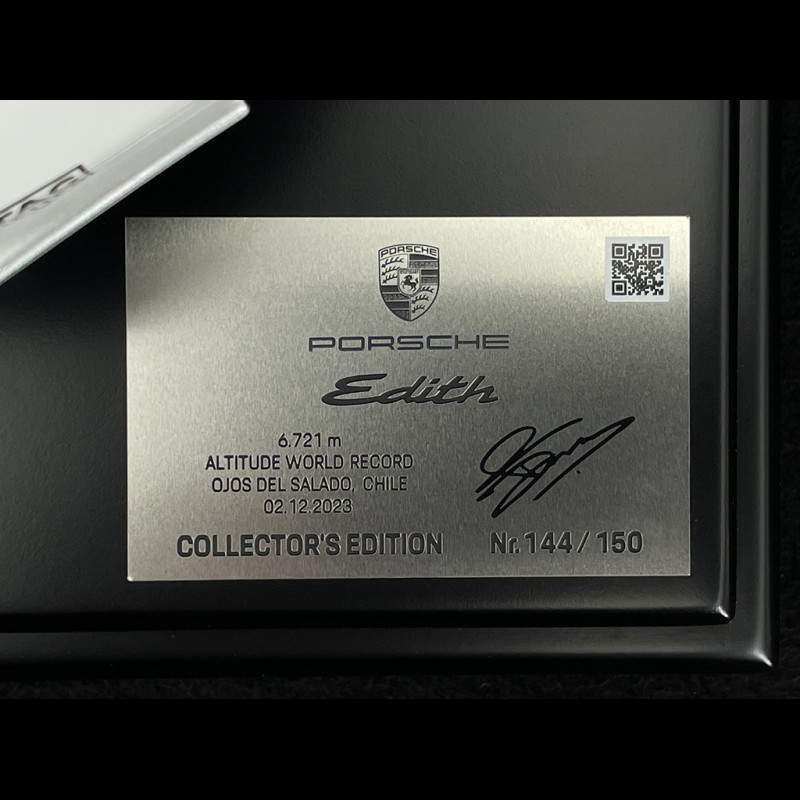 PORSCHE
PORSCHE
Edith
6.721 m
ALTITUDE WORLD RECORD
OJOS DEL SALADO, CHILE
02.12.2023
COLLECTOR'S EDITION Nr. 144 / 150